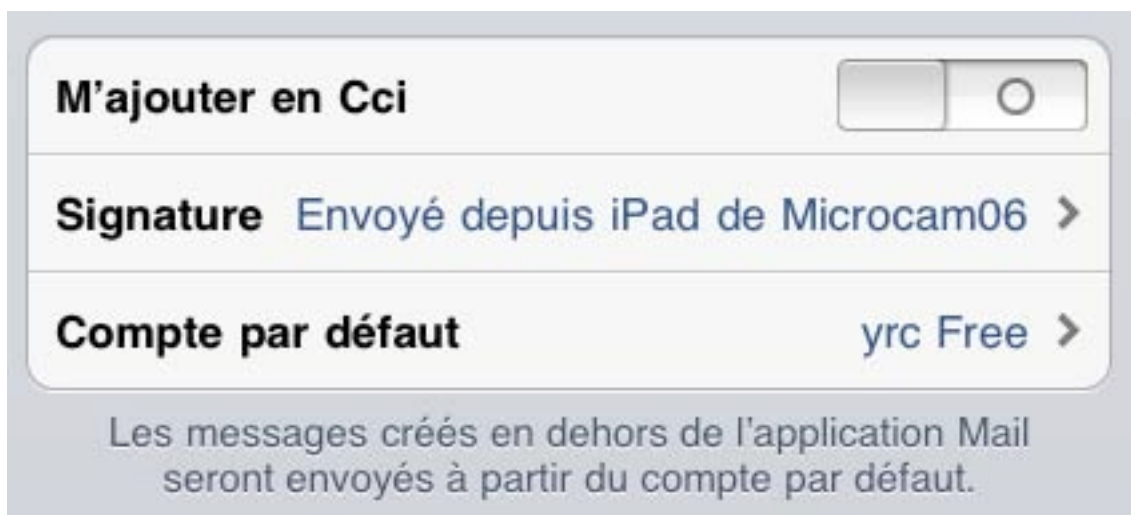 M'ajouter en Cci
Signature Envoyé depuis iPad de Microcam06
Compte par défaut yrc Free
Les messages créés en dehors de l'application Mail
seront envoyés à partir du compte par défaut.